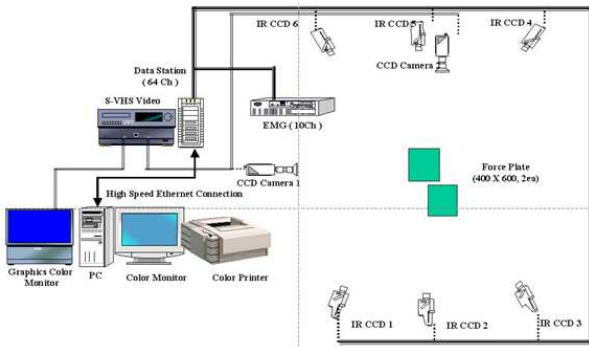 IR CCD 6
IR CCD 5
IR CCD 4
CCD Camera 2
Data Station
( 64 Ch )
S-VHS Video
EMG ( 10Ch )
CCD Camera 1
Force Plate
(400 X 600, 2ea)
High Speed Ethernet Connection
Graphics Color
Monitor
PC
Color Monitor
Color Printer
IR CCD 1
IR CCD 2
IR CCD 3